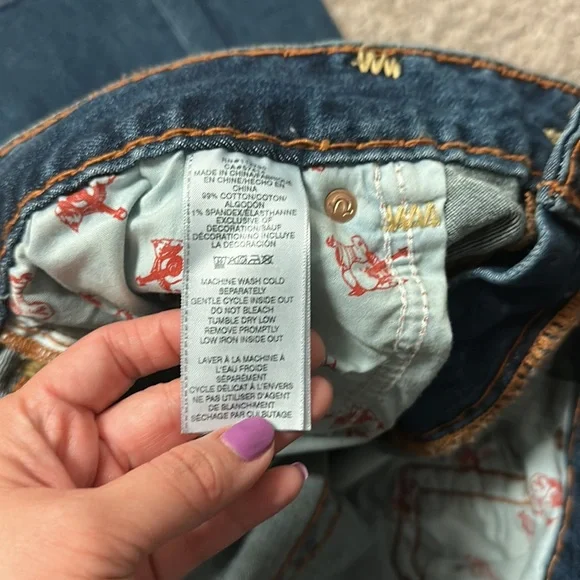 MADE IN CHINA/FABRIQUÉ
EN CHINE/HECHO EN
CHINA
99% COTTON/COTON/
ALGODÓN
1% SPANDEX/ELASTHANNE
EXCLUSIVE OF
DECORATION/SAUF
DÉCORATION/NO INCLUYE
LA DECORACIÓN
MACHINE WASH COLD
SEPARATELY
GENTLE CYCLE INSIDE OUT
DO NOT BLEACH
TUMBLE DRY LOW
REMOVE PROMPTLY
LOW IRON INSIDE OUT
LAVER À LA MACHINE À
L'EAU FROIDE
SÉPARÉMENT
CYCLE DÉLICAT À L'ENVERS
NE PAS UTILISER D'AGENT
DE BLANCHIMENT
SÉCHAGE PAR CULBUTAGE